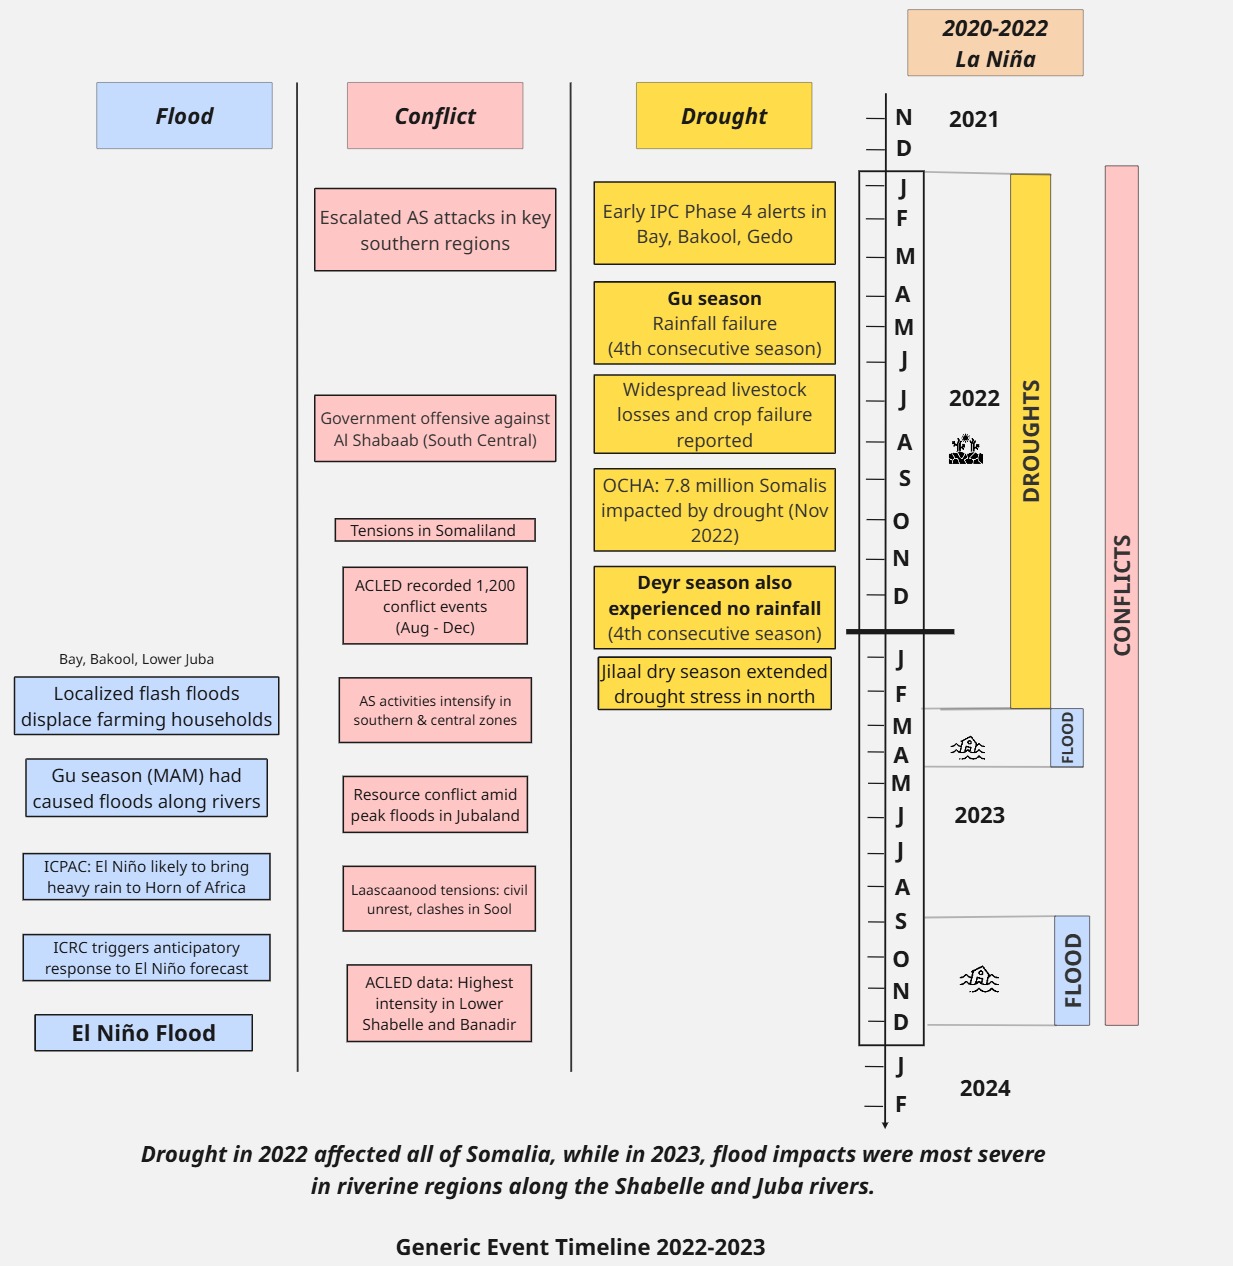 2020-2022
La Niña
Flood
Conflict
Drought
Bay, Bakool, Lower Juba
Localized flash floods
displace farming households
Gu season (MAM) had
caused floods along rivers
ICPAC: El Niño likely to bring
heavy rain to Horn of Africa
ICRC triggers anticipatory
response to El Niño forecast
El Niño Flood
Escalated AS attacks in key
southern regions
Government offensive against
Al Shabaab (South Central)
Tensions in Somaliland
ACLED recorded 1,200
conflict events
(Aug - Dec)
AS activities intensify in
southern & central zones
Resource conflict amid
peak floods in Jubaland
Laascaanood tensions: civil
unrest, clashes in Sool
ACLED data: Highest
intensity in Lower
Shabelle and Banadir
Early IPC Phase 4 alerts in
Bay, Bakool, Gedo
Gu season
Rainfall failure
(4th consecutive season)
Widespread livestock
losses and crop failure
reported
OCHA: 7.8 million Somalis
impacted by drought (Nov
2022)
Deyr season also
experienced no rainfall
(4th consecutive season)
Jilaal dry season extended
drought stress in north
N
D
J
F
M
A
M
J
J
A
S
O
N
D
J
F
M
A
M
J
J
A
S
O
N
D
J
F
2021
2022
2023
2024
DROUGHTS
FLOOD
FLOOD
CONFLICTS
Drought in 2022 affected all of Somalia, while in 2023, flood impacts were most severe
in riverine regions along the Shabelle and Juba rivers.
Generic Event Timeline 2022-2023